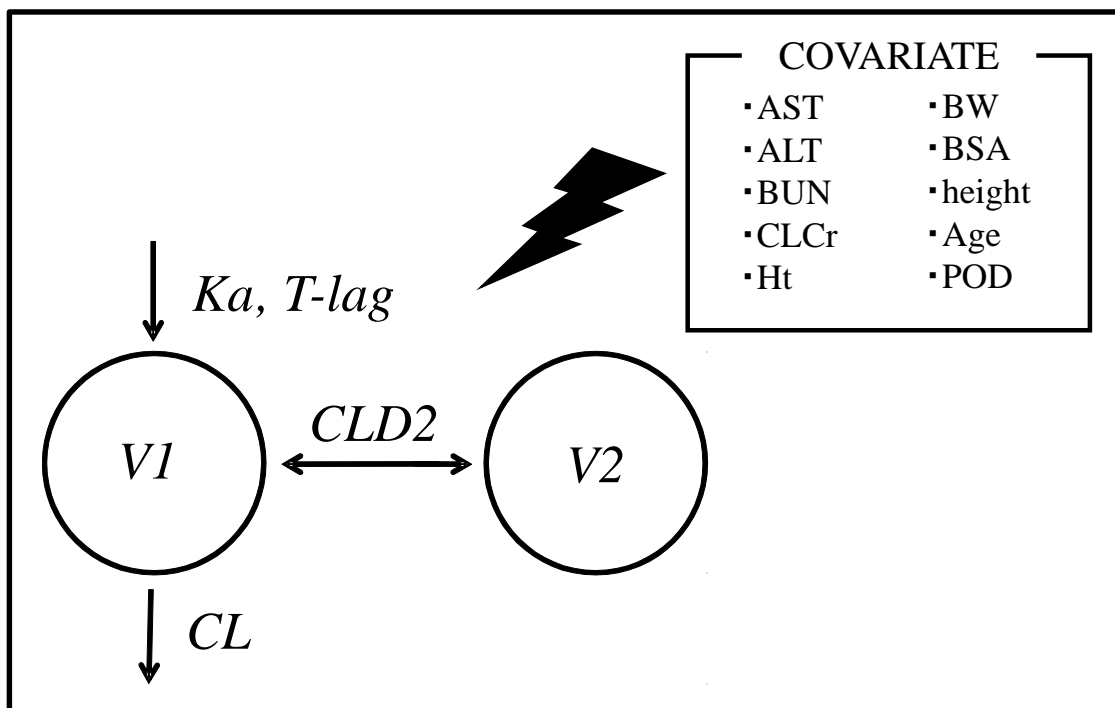 COVARIATE
・AST ・BW
・ALT ・BSA
・BUN ・height
・CLCr ・Age
・Ht ・POD
Ka, T-lag
CLD2
V1
V2
CL